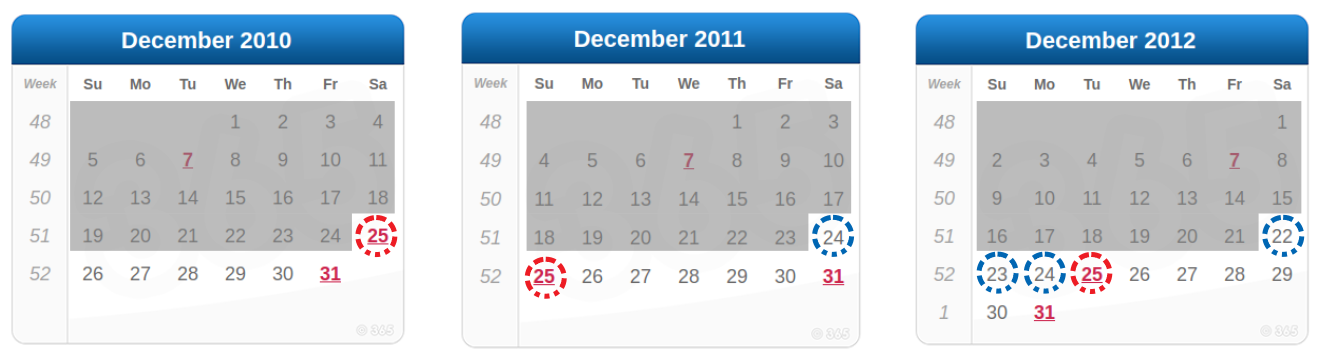 December 2010
Week Su Mo Tu We Th Fr Sa
48 1 2 3 4
49 5 6 7 8 9 10 11
50 12 13 14 15 16 17 18
51 19 20 21 22 23 24 25
52 26 27 28 29 30 31
© 365
December 2011
Week Su Mo Tu We Th Fr Sa
48 1 2 3
49 4 5 6 7 8 9 10
50 11 12 13 14 15 16 17
51 18 19 20 21 22 23 24
52 25 26 27 28 29 30 31
© 365
December 2012
Week Su Mo Tu We Th Fr Sa
48 1
49 2 3 4 5 6 7 8
50 9 10 11 12 13 14 15
51 16 17 18 19 20 21 22
52 23 24 25 26 27 28 29
1 30 31
© 365